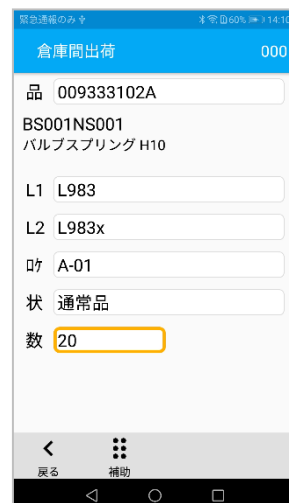 緊急通報のみ 60% 14:10
倉庫間出荷 000
品 009333102A
BS001NS001
バルブスプリング H10
L1 L983
L2 L983x
ﾛｹ A-01
状 通常品
数 20
戻る 補助